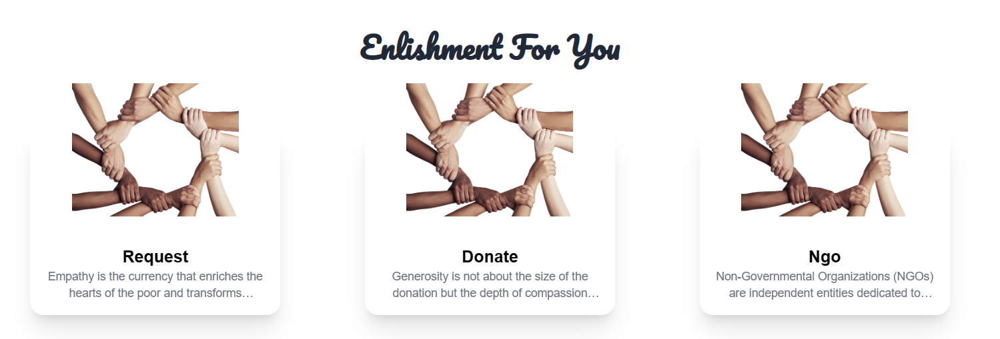 Enlishment For You
Request
Empathy is the currency that enriches the
hearts of the poor and transforms…
Donate
Generosity is not about the size of the
donation but the depth of compassion…
Ngo
Non-Governmental Organizations (NGOs)
are independent entities dedicated to…